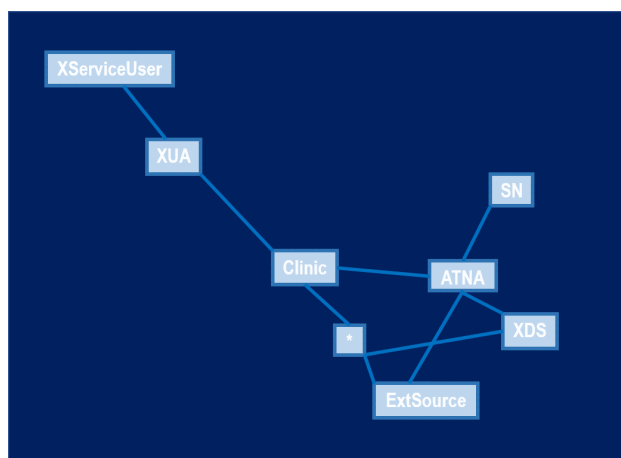 XServiceUser
XUA
SN
Clinic
ATNA
*
XDS
ExtSource